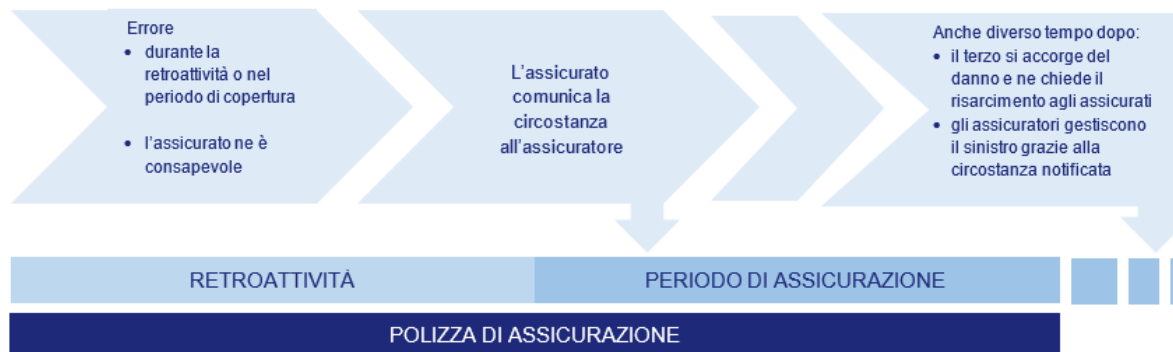 Errore
• durante la
retroattività o nel
periodo di copertura
• l'assicurato ne è
consapevole
L'assicurato
comunica la
circostanza
all'assicuratore
Anche diverso tempo dopo:
• il terzo si accorge del
danno e ne chiede il
risarcimento agli assicurati
• gli assicuratori gestiscono
il sinistro grazie alla
circostanza notificata
RETROATTIVITÀ
PERIODO DI ASSICURAZIONE
POLIZZA DI ASSICURAZIONE